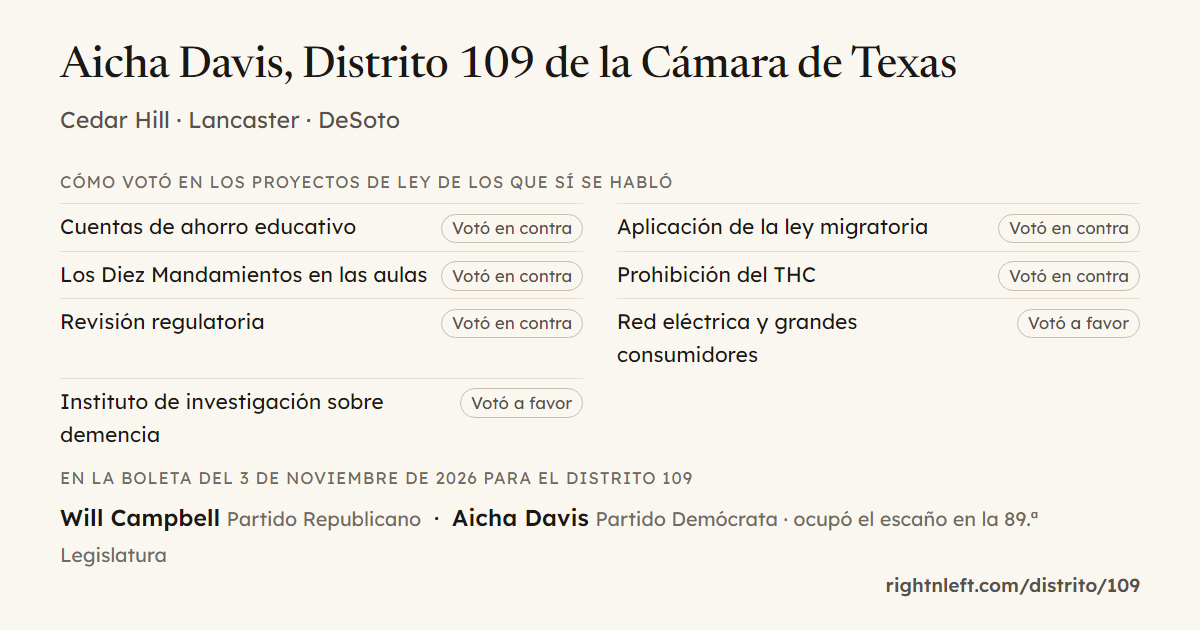 Aicha Davis, Distrito 109 de la Cámara de Texas
Cedar Hill · Lancaster · DeSoto
CÓMO VOTÓ EN LOS PROYECTOS DE LEY DE LOS QUE SÍ SE HABLÓ
Cuentas de ahorro educativo Votó en contra
Aplicación de la ley migratoria Votó en contra
Los Diez Mandamientos en las aulas Votó en contra
Prohibición del THC Votó en contra
Revisión regulatoria Votó en contra
Red eléctrica y grandes Votó a favor
consumidores
Instituto de investigación sobre Votó a favor
demencia
EN LA BOLETA DEL 3 DE NOVIEMBRE DE 2026 PARA EL DISTRITO 109
Will Campbell Partido Republicano · Aicha Davis Partido Demócrata · ocupó el escaño en la 89.ª
Legislatura
rightnleft.com/distrito/109